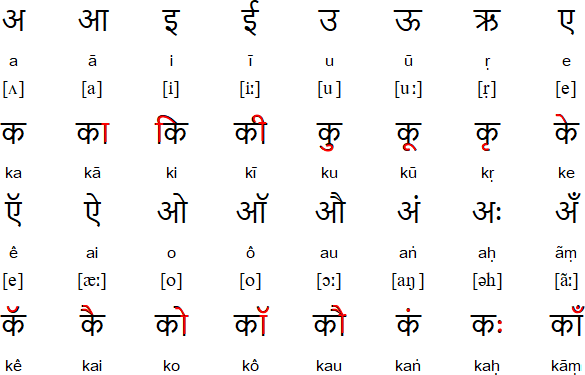 अ आ इ ई उ ऊ ऋ ए
a ā i ī u ū ṛ e
[ʌ] [a] [i] [iː] [u] [uː] [ṛ] [e]
क का कि की कु कू कृ के
ka kā ki kī ku kū kṛ ke
ऍ ऐ ओ ऑ औ अं अः अँ
ê ai o ô au aṅ aḥ ãṃ
[e] [æː] [o] [o] [ɔː] [aŋ] [əh] [ãː]
कॅ कै को कॉ कौ कं कः काँ
kê kai ko kô kau kaṅ kaḥ kāṃ